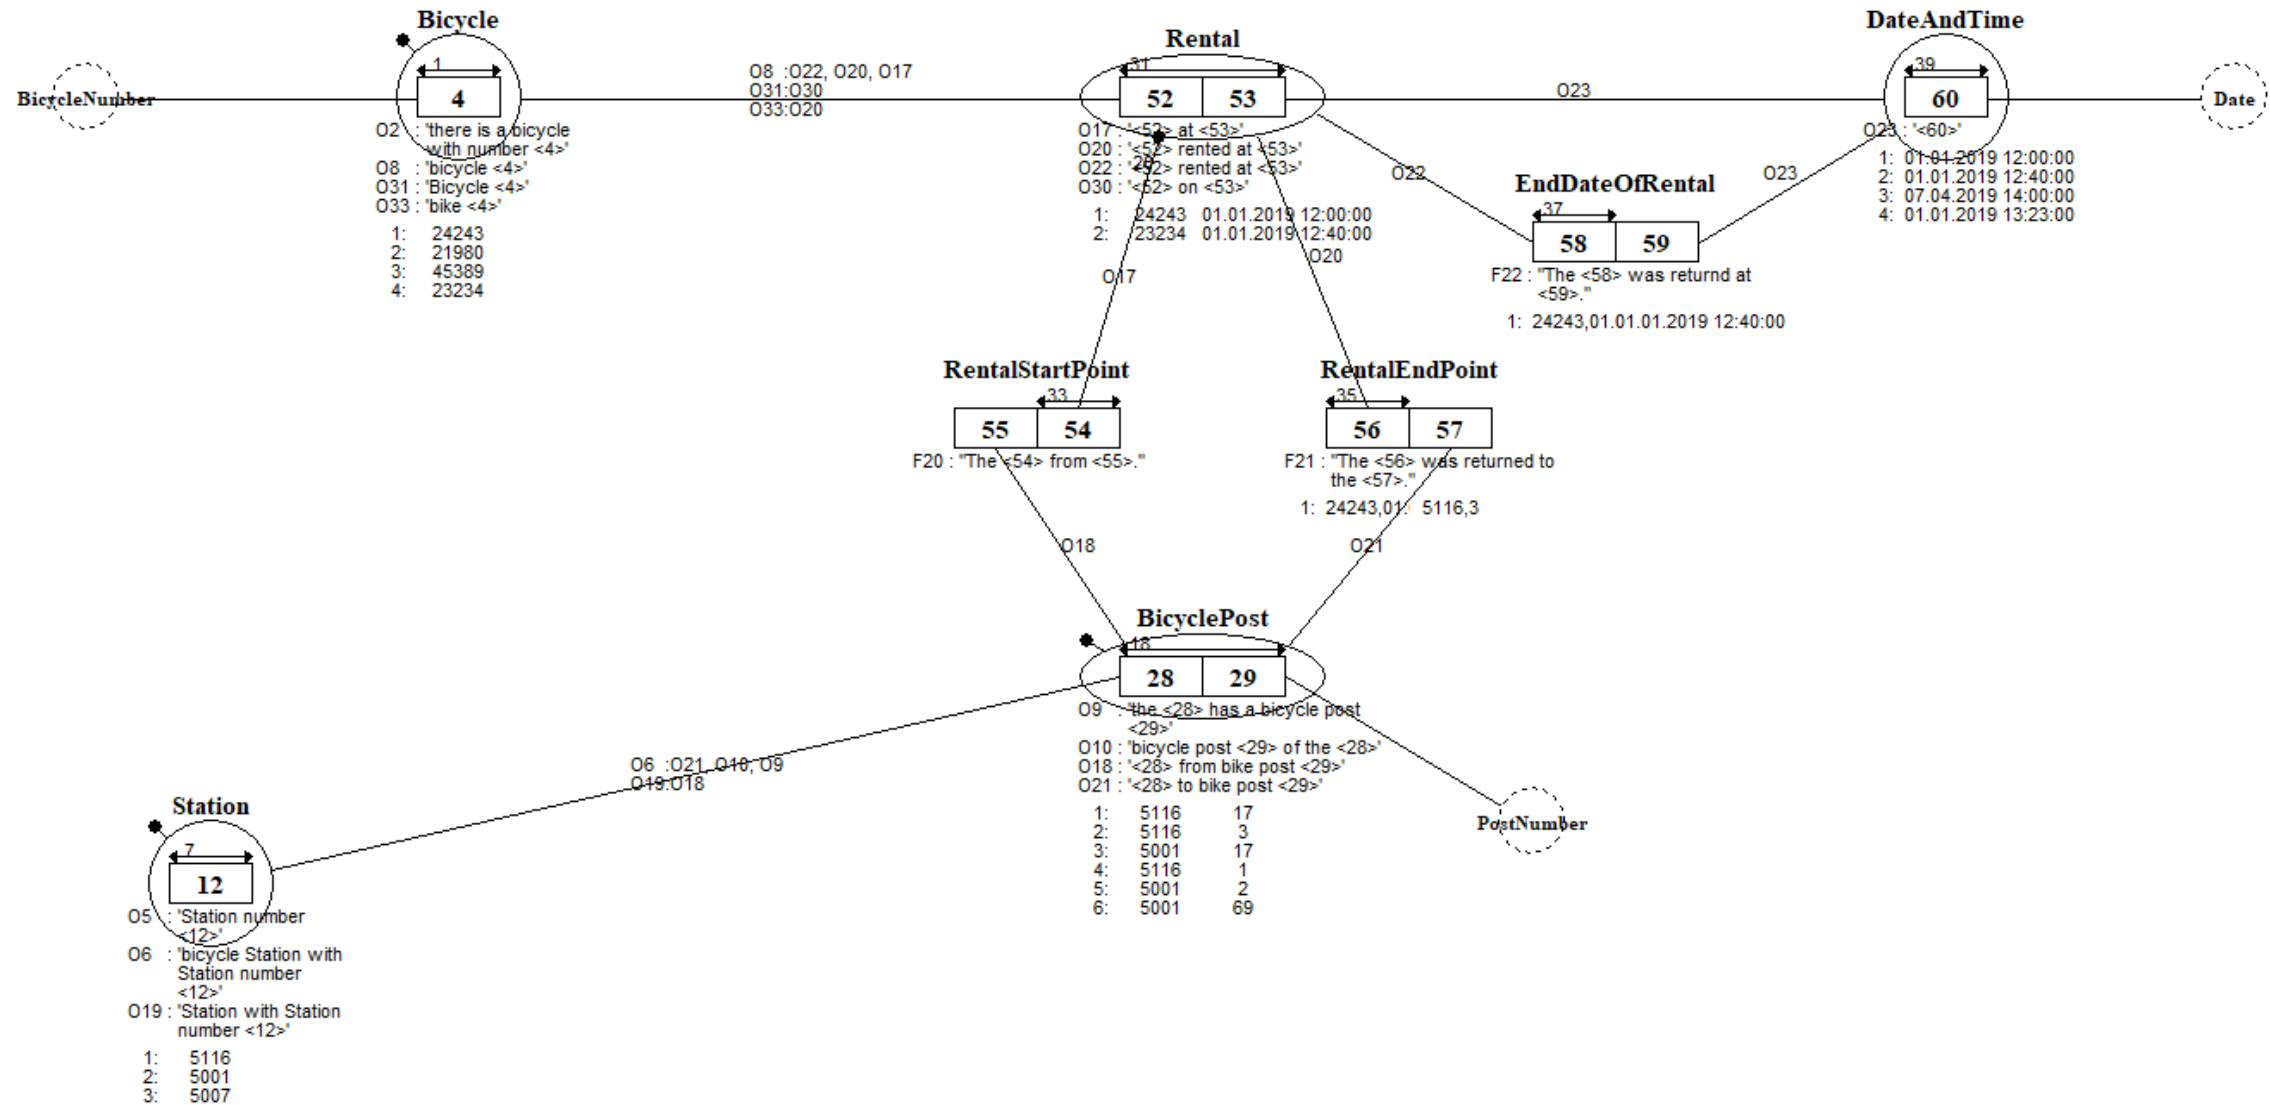 Bicycle
1
4
BicycleNumber
O2 : 'there is a bicycle
with number <4>'
O8 : 'bicycle <4>'
O31 : 'Bicycle <4>'
O33 : 'bike <4>'
1: 24243
2: 21980
3: 45389
4: 23234
O8 :O22, O20, O17
O31:O30
O33:O20
Rental
31
52 53
O17 : '<52> at <53>'
O20 : '<52> rented at <53>'
O22 : '<52> rented at <53>'
O30 : '<52> on <53>'
1: 24243 01.01.2019 12:00:00
2: 23234 01.01.2019 12:40:00
O23
DateAndTime
39
60
Date
O23 : '<60>'
1: 01.01.2019 12:00:00
2: 01.01.2019 12:40:00
3: 07.04.2019 14:00:00
4: 01.01.2019 13:23:00
O22
O23
EndDateOfRental
37
58 59
F22 : "The <58> was returnd at
<59>."
1: 24243,01.01.01.2019 12:40:00
O17
O20
RentalStartPoint
33
55 54
F20 : "The <54> from <55>."
RentalEndPoint
35
56 57
F21 : "The <56> was returned to
the <57>."
1: 24243,01. 5116,3
O18
O21
BicyclePost
18
28 29
O9 : 'the <28> has a bicycle post
<29>'
O10 : 'bicycle post <29> of the <28>'
O18 : '<28> from bike post <29>'
O21 : '<28> to bike post <29>'
1: 5116 17
2: 5116 3
3: 5001 17
4: 5116 1
5: 5001 2
6: 5001 69
PostNumber
O6 :O21, O10, O9
O19:O18
Station
7
12
O5 : 'Station number
<12>'
O6 : 'bicycle Station with
Station number
<12>'
O19 : 'Station with Station
number <12>'
1: 5116
2: 5001
3: 5007